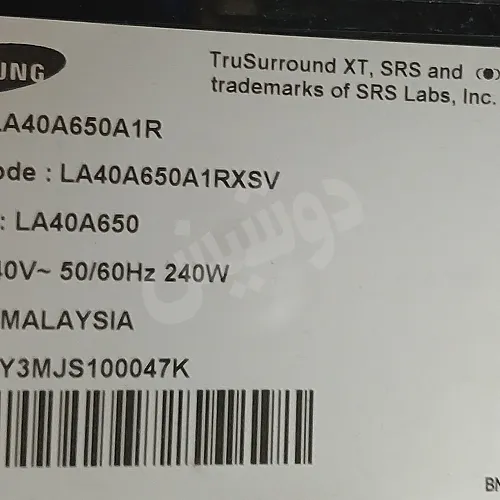 UNG
TruSurround XT, SRS and
trademarks of SRS Labs, Inc.
LA40A650A1R
ode : LA40A650A1RXSV
: LA40A650
40V~ 50/60Hz 240W
MALAYSIA
Y3MJS100047K
دوشنین
BN